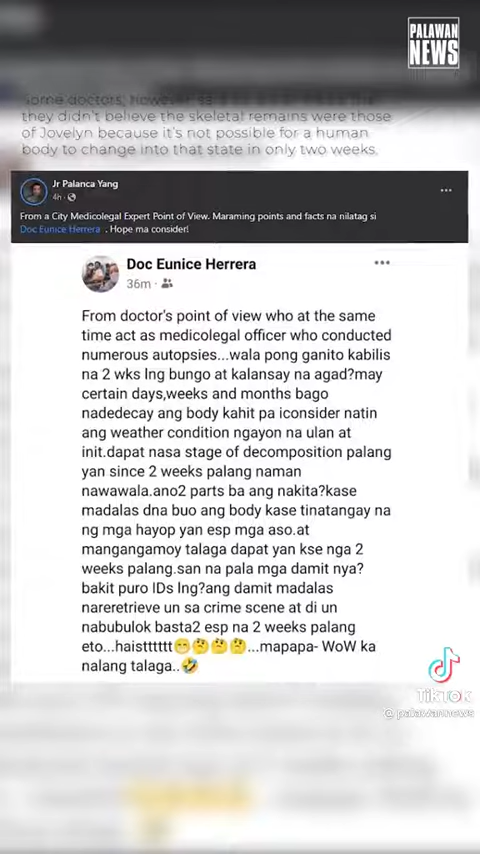 PALAWAN
NEWS
Some doctors, however, said
they didn't believe the skeletal remains were those
of Jovelyn because it's not possible for a human
body to change into that state in only two weeks.
Jr Palanca Yang
4h
From a City Medicolegal Expert Point of View. Maraming points and facts na nilatag si
Doc Eunice Herrera . Hope ma consider!
Doc Eunice Herrera
36m
From doctor's point of view who at the same
time act as medicolegal officer who conducted
numerous autopsies...wala pong ganito kabilis
na 2 wks lng bungo at kalansay na agad?may
certain days,weeks and months bago
nadedecay ang body kahit pa iconsider natin
ang weather condition ngayon na ulan at
init.dapat nasa stage of decomposition palang
yan since 2 weeks palang naman
nawawala.ano2 parts ba ang nakita?kase
madalas dna buo ang body kase tinatangay na
ng mga hayop yan esp mga aso.at
mangangamoy talaga dapat yan kse nga 2
weeks palang.san na pala mga damit nya?
bakit puro IDs lng?ang damit madalas
nareretrieve un sa crime scene at di un
nabubulok basta2 esp na 2 weeks palang
eto...haistttttt😁🤔🤔🤔...mapapa- WoW ka
nalang talaga..🤣
TikTok
@palawannews